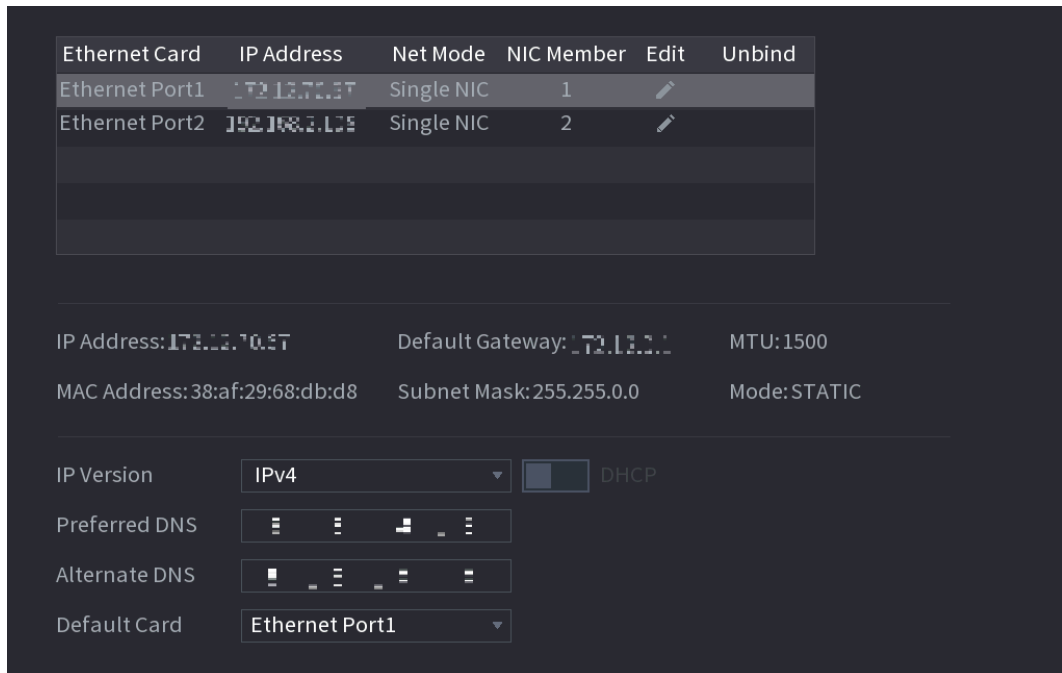 Ethernet Card IP Address Net Mode NIC Member Edit Unbind
Ethernet Port1 Single NIC 1
Ethernet Port2 Single NIC 2
IP Address: Default Gateway: MTU:1500
MAC Address:38:af:29:68:db:d8 Subnet Mask:255.255.0.0 Mode:STATIC
IP Version IPv4 DHCP
Preferred DNS
Alternate DNS
Default Card Ethernet Port1